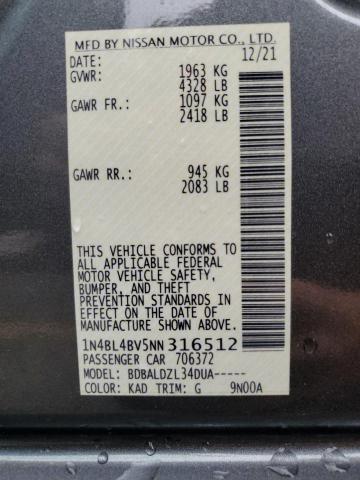 MFD BY NISSAN MOTOR CO., LTD.
DATE: 12/21
GVWR: 1963 KG
4328 LB
GAWR FR: 1097 KG
2418 LB
GAWR RR: 945 KG
2083 LB
THIS VEHICLE CONFORMS TO
ALL APPLICABLE FEDERAL
MOTOR VEHICLE SAFETY,
BUMPER, AND THEFT
PREVENTION STANDARDS IN
EFFECT ON THE DATE OF
MANUFACTURE SHOWN ABOVE.
1N4BL4BV5NN316512
PASSENGER CAR 706372
MODEL: BDBALDZL34DUA-----
COLOR: KAD TRIM: G 9N00A